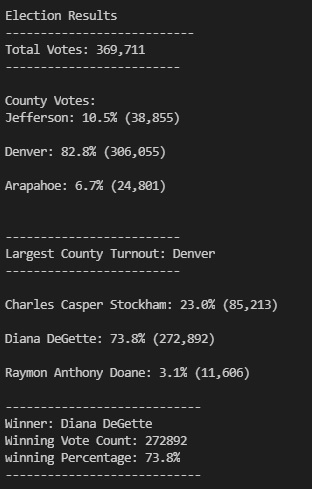 Election Results
---------------------------
Total Votes: 369,711
-------------------------
County Votes:
Jefferson: 10.5% (38,855)
Denver: 82.8% (306,055)
Arapahoe: 6.7% (24,801)
-------------------------
Largest County Turnout: Denver
-------------------------
Charles Casper Stockham: 23.0% (85,213)
Diana DeGette: 73.8% (272,892)
Raymon Anthony Doane: 3.1% (11,606)
----------------------------
Winner: Diana DeGette
Winning Vote Count: 272892
winning Percentage: 73.8%
----------------------------